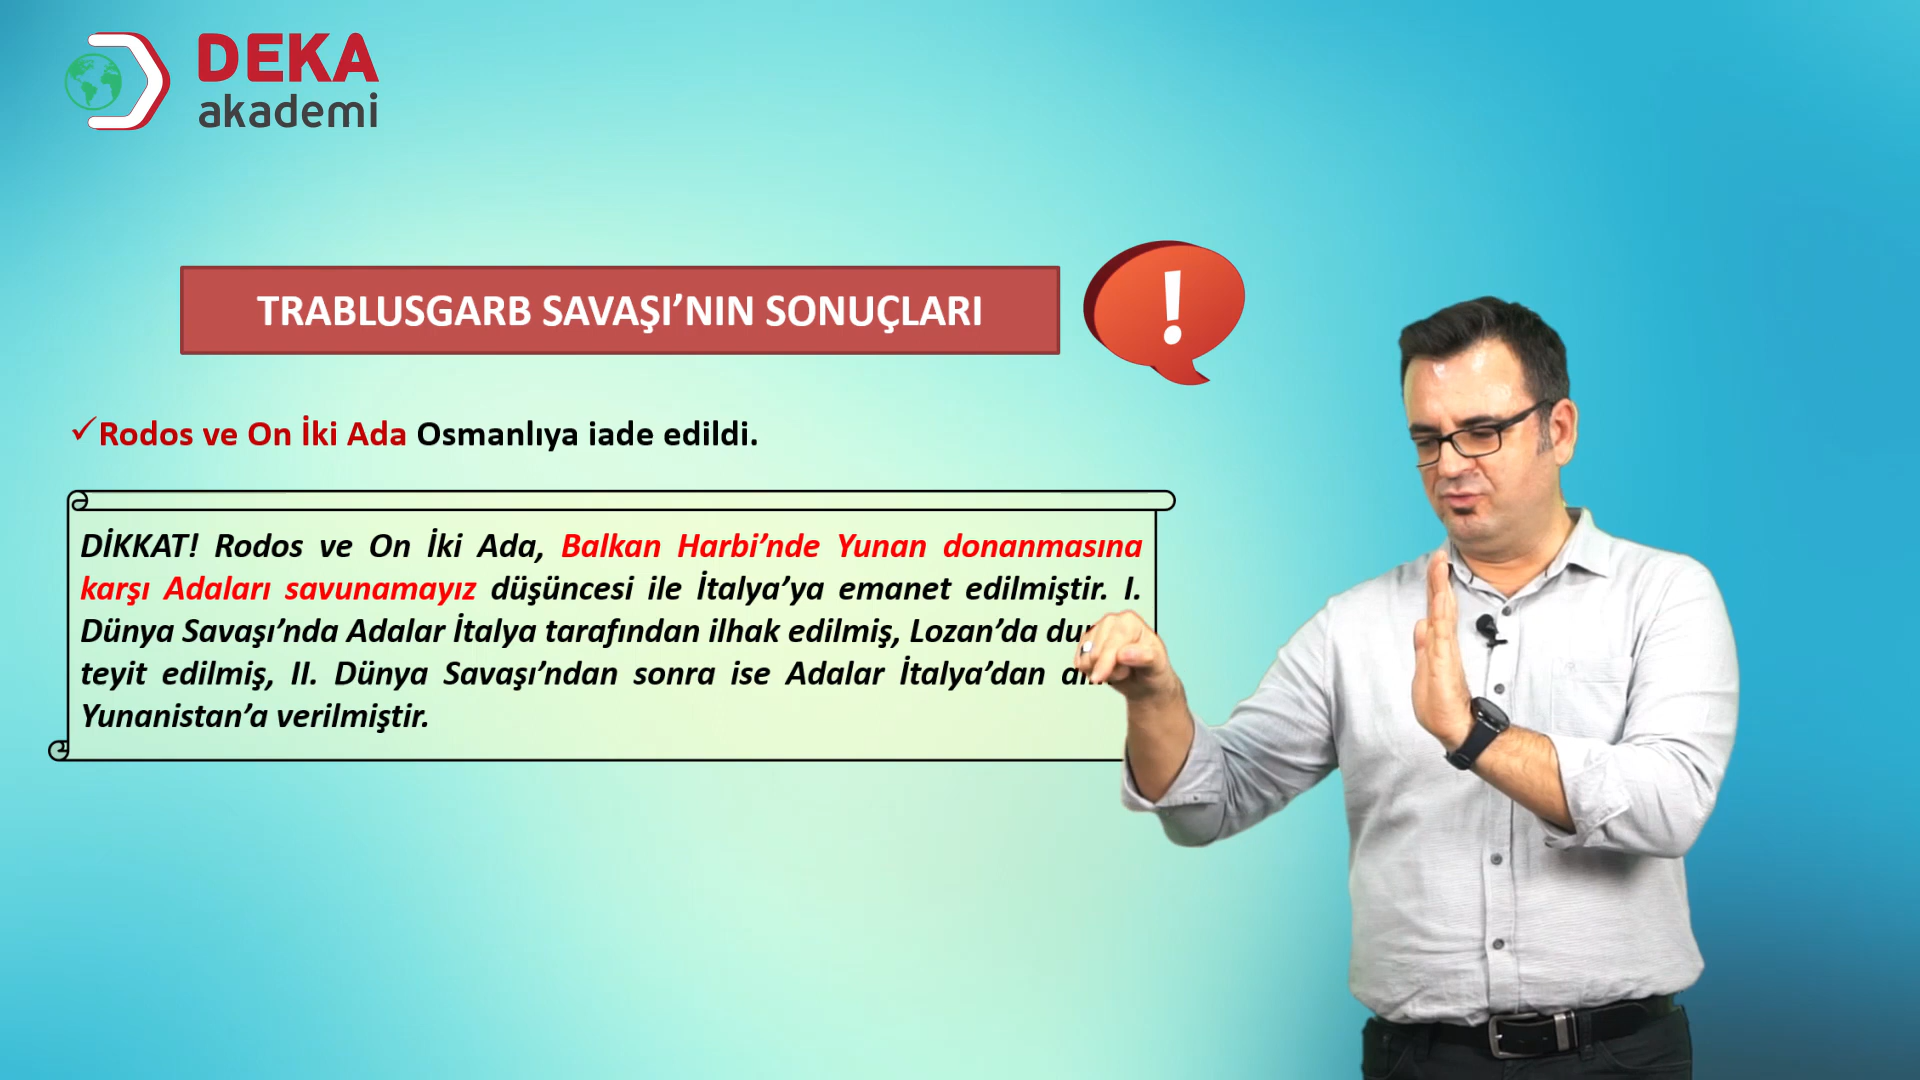 DEKA
akademi
TRABLUSGARB SAVAŞI’NIN SONUÇLARI
!
Rodos ve On İki Ada Osmanlıya iade edildi.
DİKKAT! Rodos ve On İki Ada, Balkan Harbi’nde Yunan donanmasına
karşı Adaları savunamayız düşüncesi ile İtalya’ya emanet edilmiştir. I.
Dünya Savaşı’nda Adalar İtalya tarafından ilhak edilmiş, Lozan’da
teyit edilmiş, II. Dünya Savaşı’ndan sonra ise Adalar İtalya’dan
Yunanistan’a verilmiştir.